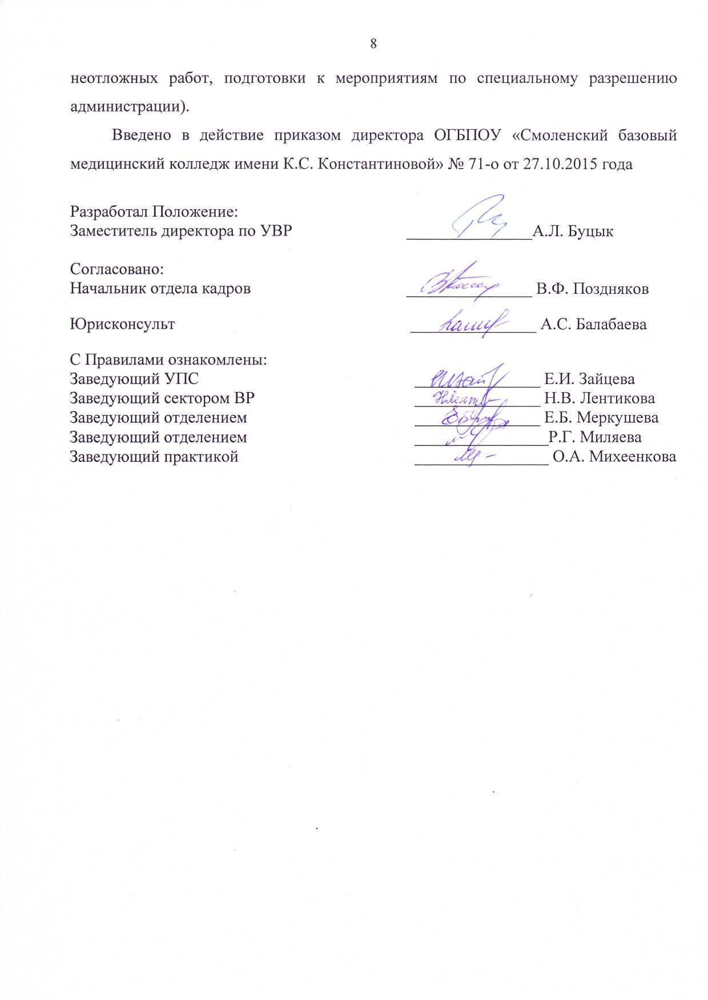 8
неотложных работ, подготовки к мероприятиям по специальному разрешению
администрации).
Введено в действие приказом директора ОГБПОУ «Смоленский базовый
медицинский колледж имени К.С. Константиновой» № 71-о от 27.10.2015 года
Разработал Положение:
Заместитель директора по УВР _______________А.Л. Буцык
Согласовано:
Начальник отдела кадров _______________ В.Ф. Поздняков
Юрисконсульт _______________ А.С. Балабаева
С Правилами ознакомлены:
Заведующий УПС _______________ Е.И. Зайцева
Заведующий сектором ВР _______________ Н.В. Лентикова
Заведующий отделением _______________ Е.Б. Меркушева
Заведующий отделением ________________Р.Г. Миляева
Заведующий практикой ________________ О.А. Михеенкова